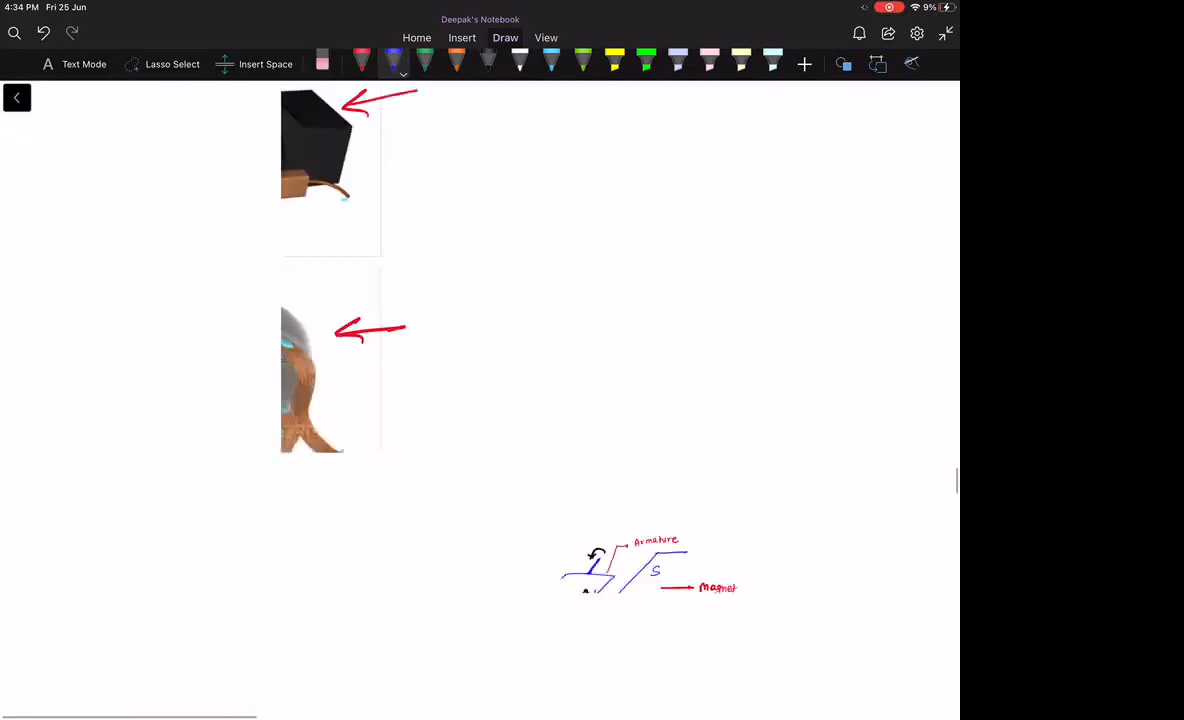 4:34 PM Fri 25 Jun
9%
Deepak's Notebook
Home Insert Draw View
A Text Mode Lasso Select Insert Space
Armature
S
Magnet